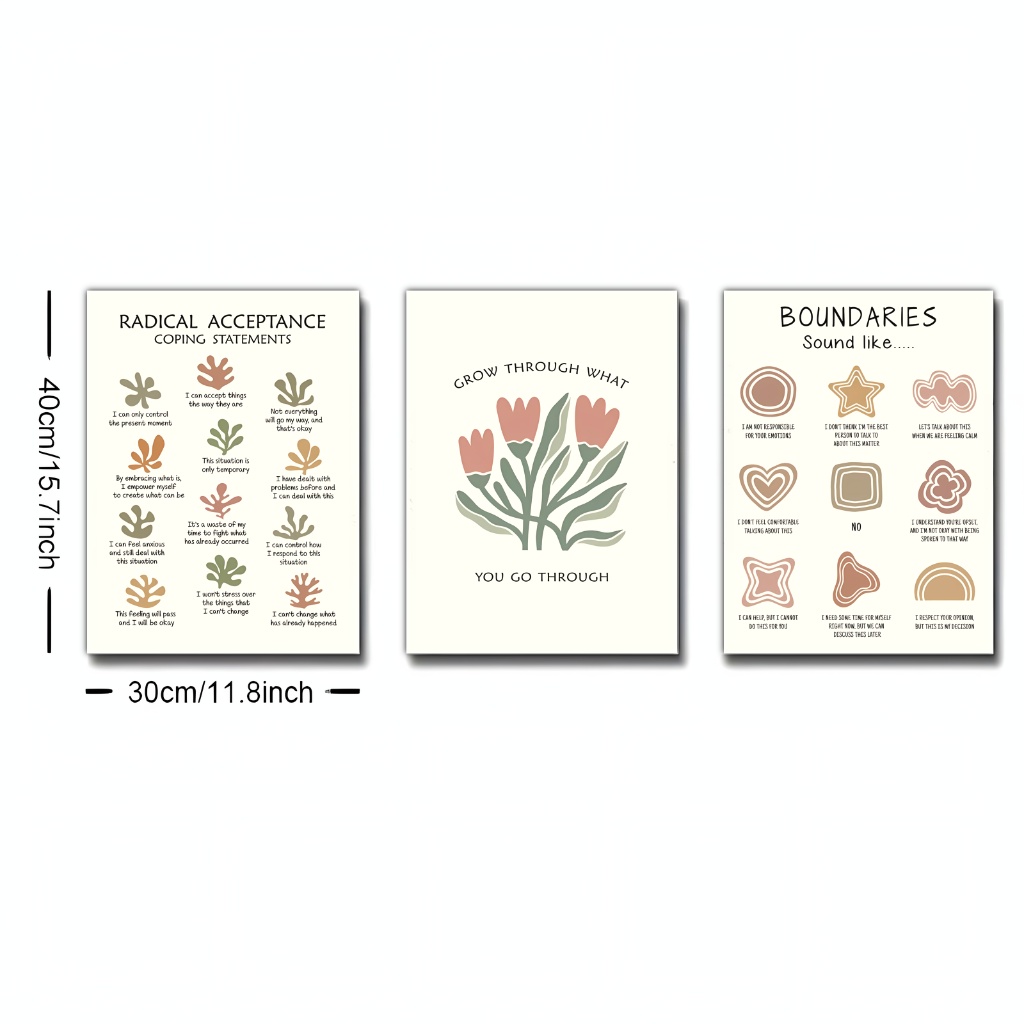 40cm/15.7inch
RADICAL ACCEPTANCE
COPING STATEMENTS
I can only control
the present moment
I can accept things
the way they are
Not everything
will go my way, and
that's okay
By embracing what is,
I empower myself
to create what can be
This situation is
only temporary
I have dealt with
problems before and
I can deal with this
I can feel anxious
and still deal with
this situation
It's a waste of my
time to fight what
has already occurred
I can control how
I respond to this
situation
This feeling will pass
and I will be okay
I won't stress over
the things that
I can't change
I can't change what
has already happened
30cm/11.8inch
GROW THROUGH WHAT
YOU GO THROUGH
BOUNDARIES
Sound like.....
I AM NOT RESPONSIBLE
FOR YOUR EMOTIONS
I DON'T THINK I'M THE BEST
PERSON TO TALK TO
ABOUT THIS MATTER
LET'S TALK ABOUT THIS
WHEN WE ARE FEELING CALM
I DON'T FEEL COMFORTABLE
TALKING ABOUT THIS
NO
I UNDERSTAND YOU'RE UPSET,
AND I'M NOT OKAY WITH BEING
SPOKEN TO THAT WAY
I CAN HELP, BUT I CANNOT
DO THIS FOR YOU
I NEED SOME TIME FOR MYSELF
RIGHT NOW, BUT WE CAN
DISCUSS THIS LATER
I RESPECT YOUR OPINION,
BUT THIS IS MY DECISION